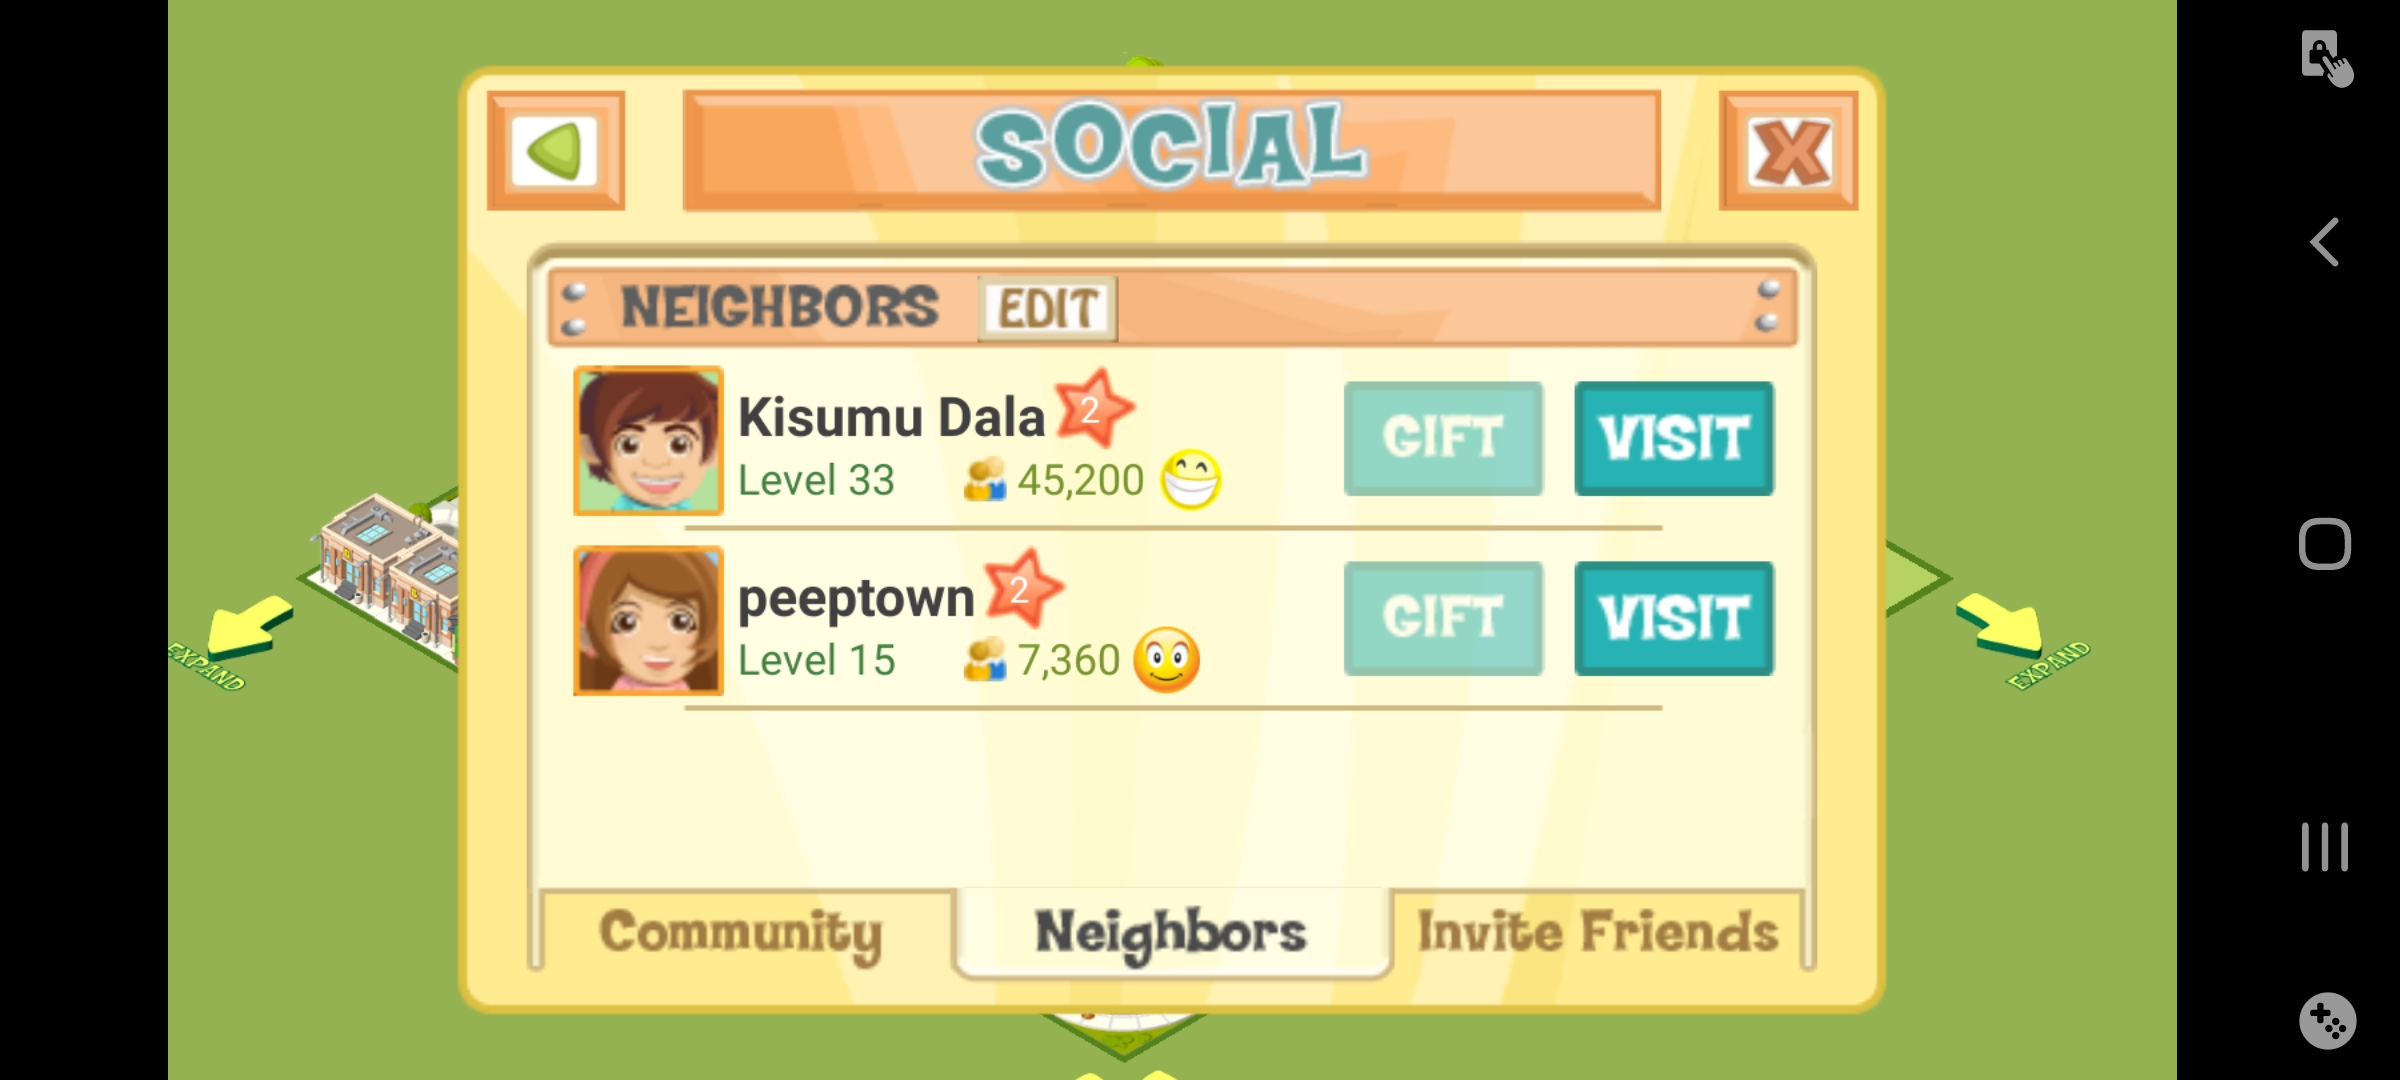 SOCIAL
NEIGHBORS EDIT
Kisumu Dala 2
Level 33 45,200
GIFT VISIT
peeptown 2
Level 15 7,360
GIFT VISIT
EXPAND
EXPAND
Community Neighbors Invite Friends